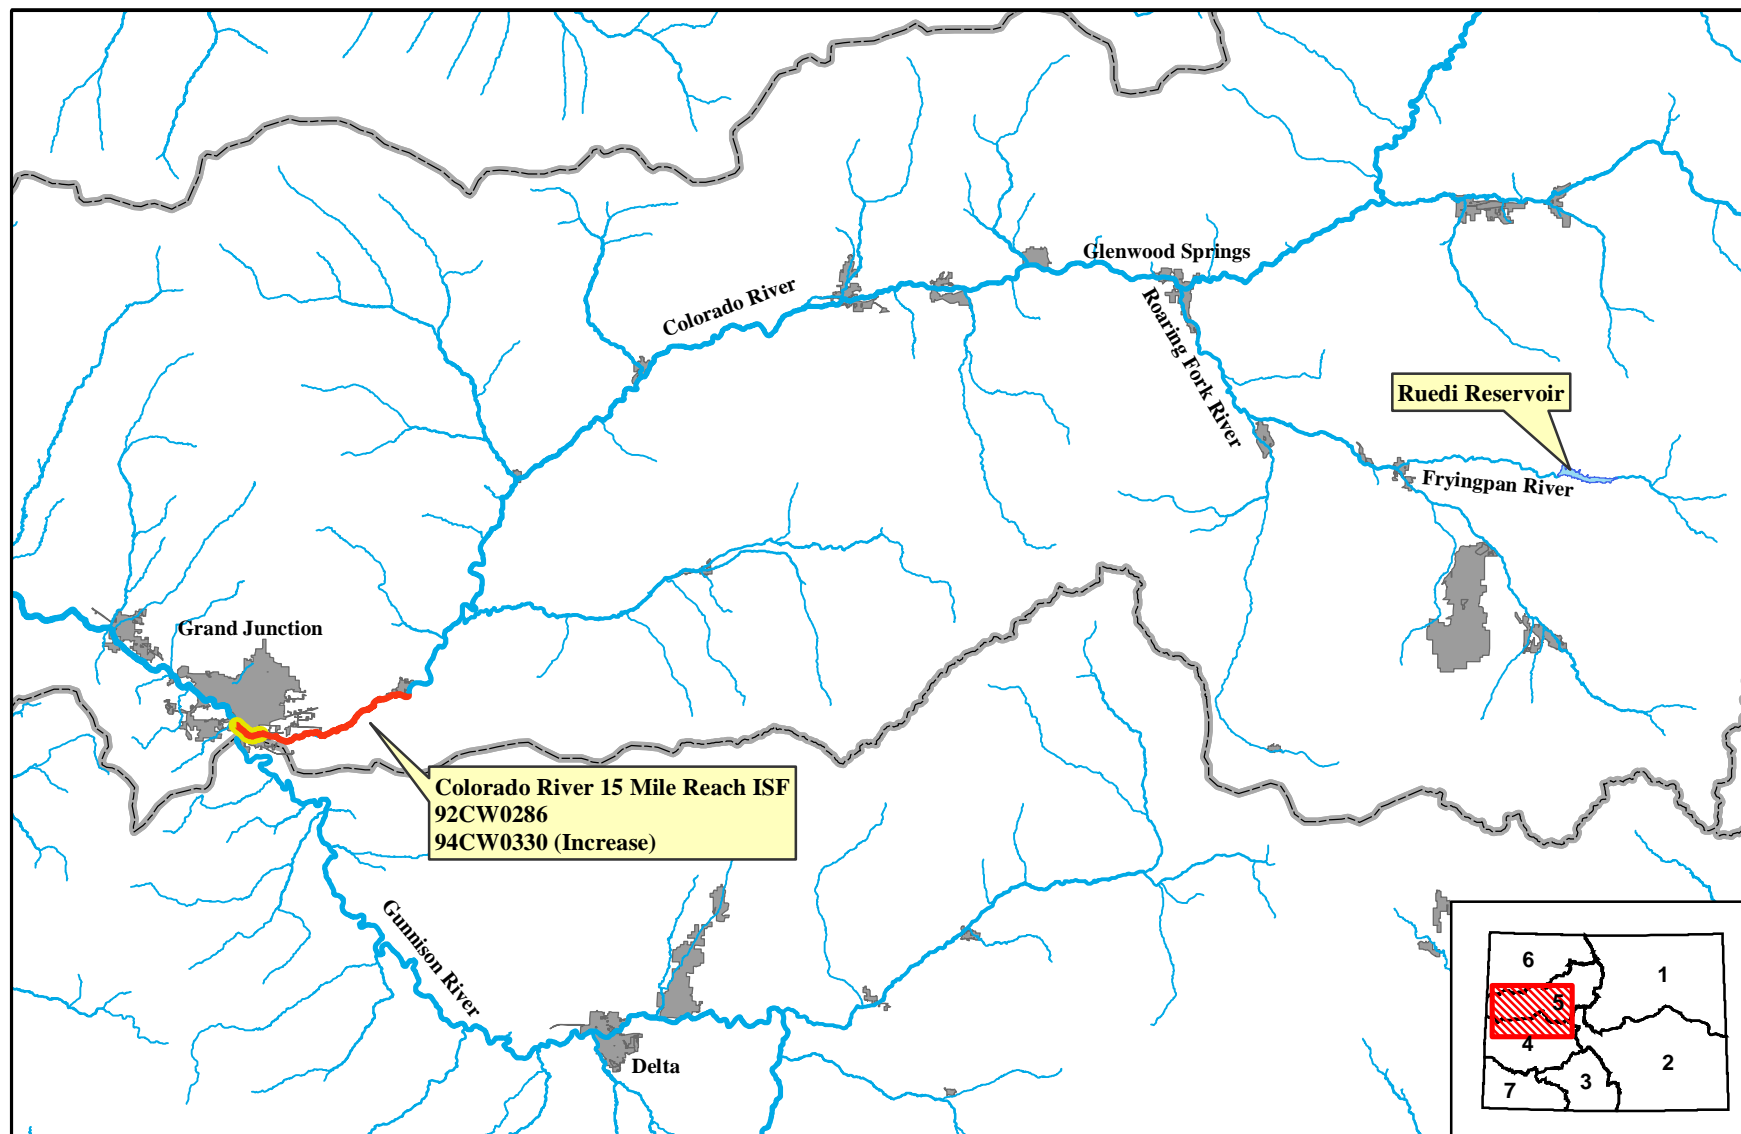 Glenwood Springs
Colorado River
Roaring Fork River
Ruedi Reservoir
Fryingpan River
Grand Junction
Colorado River 15 Mile Reach ISF
92CW0286
94CW0330 (Increase)
Gunnison River
Delta
6
1
5
4
2
3
7